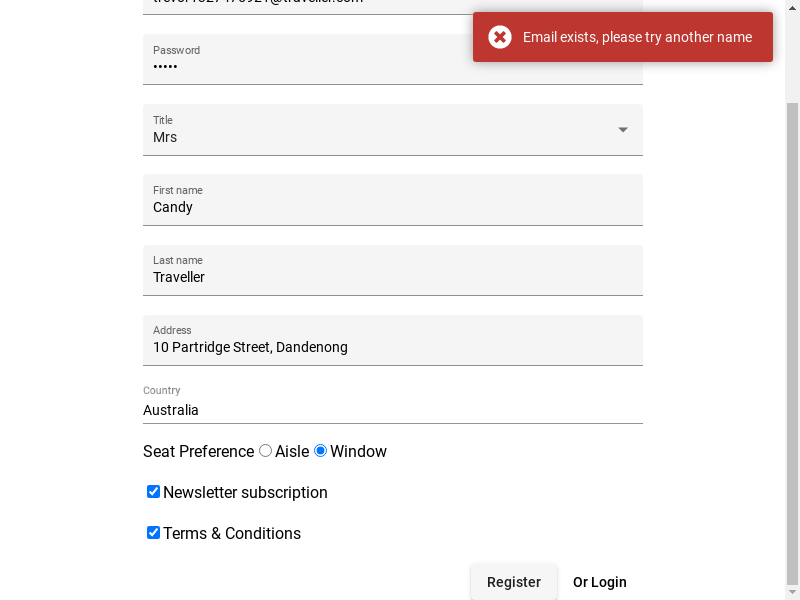 Email exists, please try another name
Password
•••••
Title
Mrs
First name
Candy
Last name
Traveller
Address
10 Partridge Street, Dandenong
Country
Australia
Seat Preference Aisle Window
Newsletter subscription
Terms & Conditions
Register Or Login